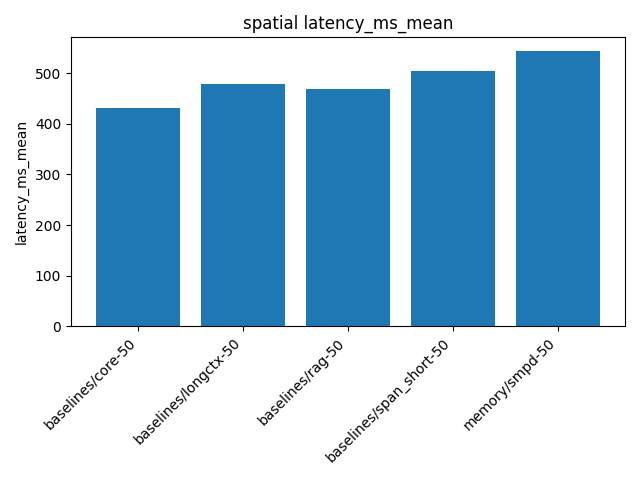 spatial latency_ms_mean
latency_ms_mean
500
400
300
200
100
0
baselines/core-50
baselines/longctx-50
baselines/rag-50
baselines/span_short-50
memory/smpd-50